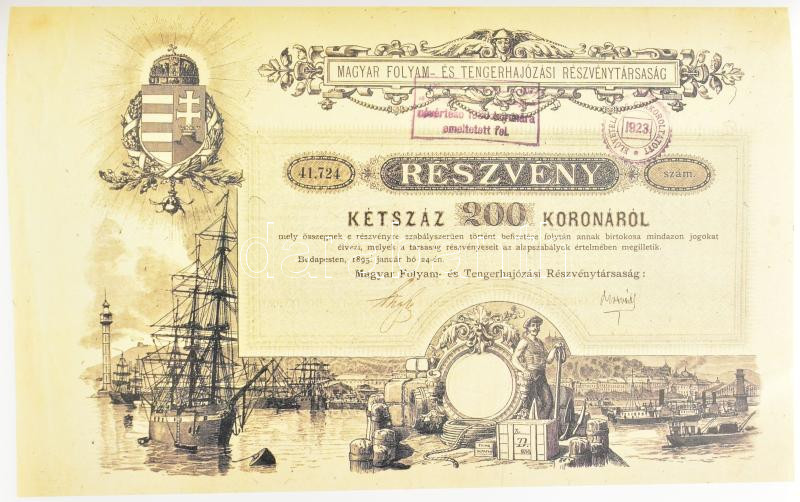 MAGYAR FOLYAM- ÉS TENGERHAJÓZÁSI RÉSZVÉNYTÁRSASÁG
emeltetett fel.
1923
41.724
RÉSZVÉNY
szám.
KÉTSZÁZ 200 KORONÁRÓL
mely összegnek e részvényre szabályszerűen történt befizetése folytán annak birtokosa mindazon jogokat
élvezi, melyek a társaság részvényeseit az alapszabályok értelmében megilletik.
Budapesten, 1895. január hó 24-én.
Magyar Folyam- és Tengerhajózási Részvénytársaság: